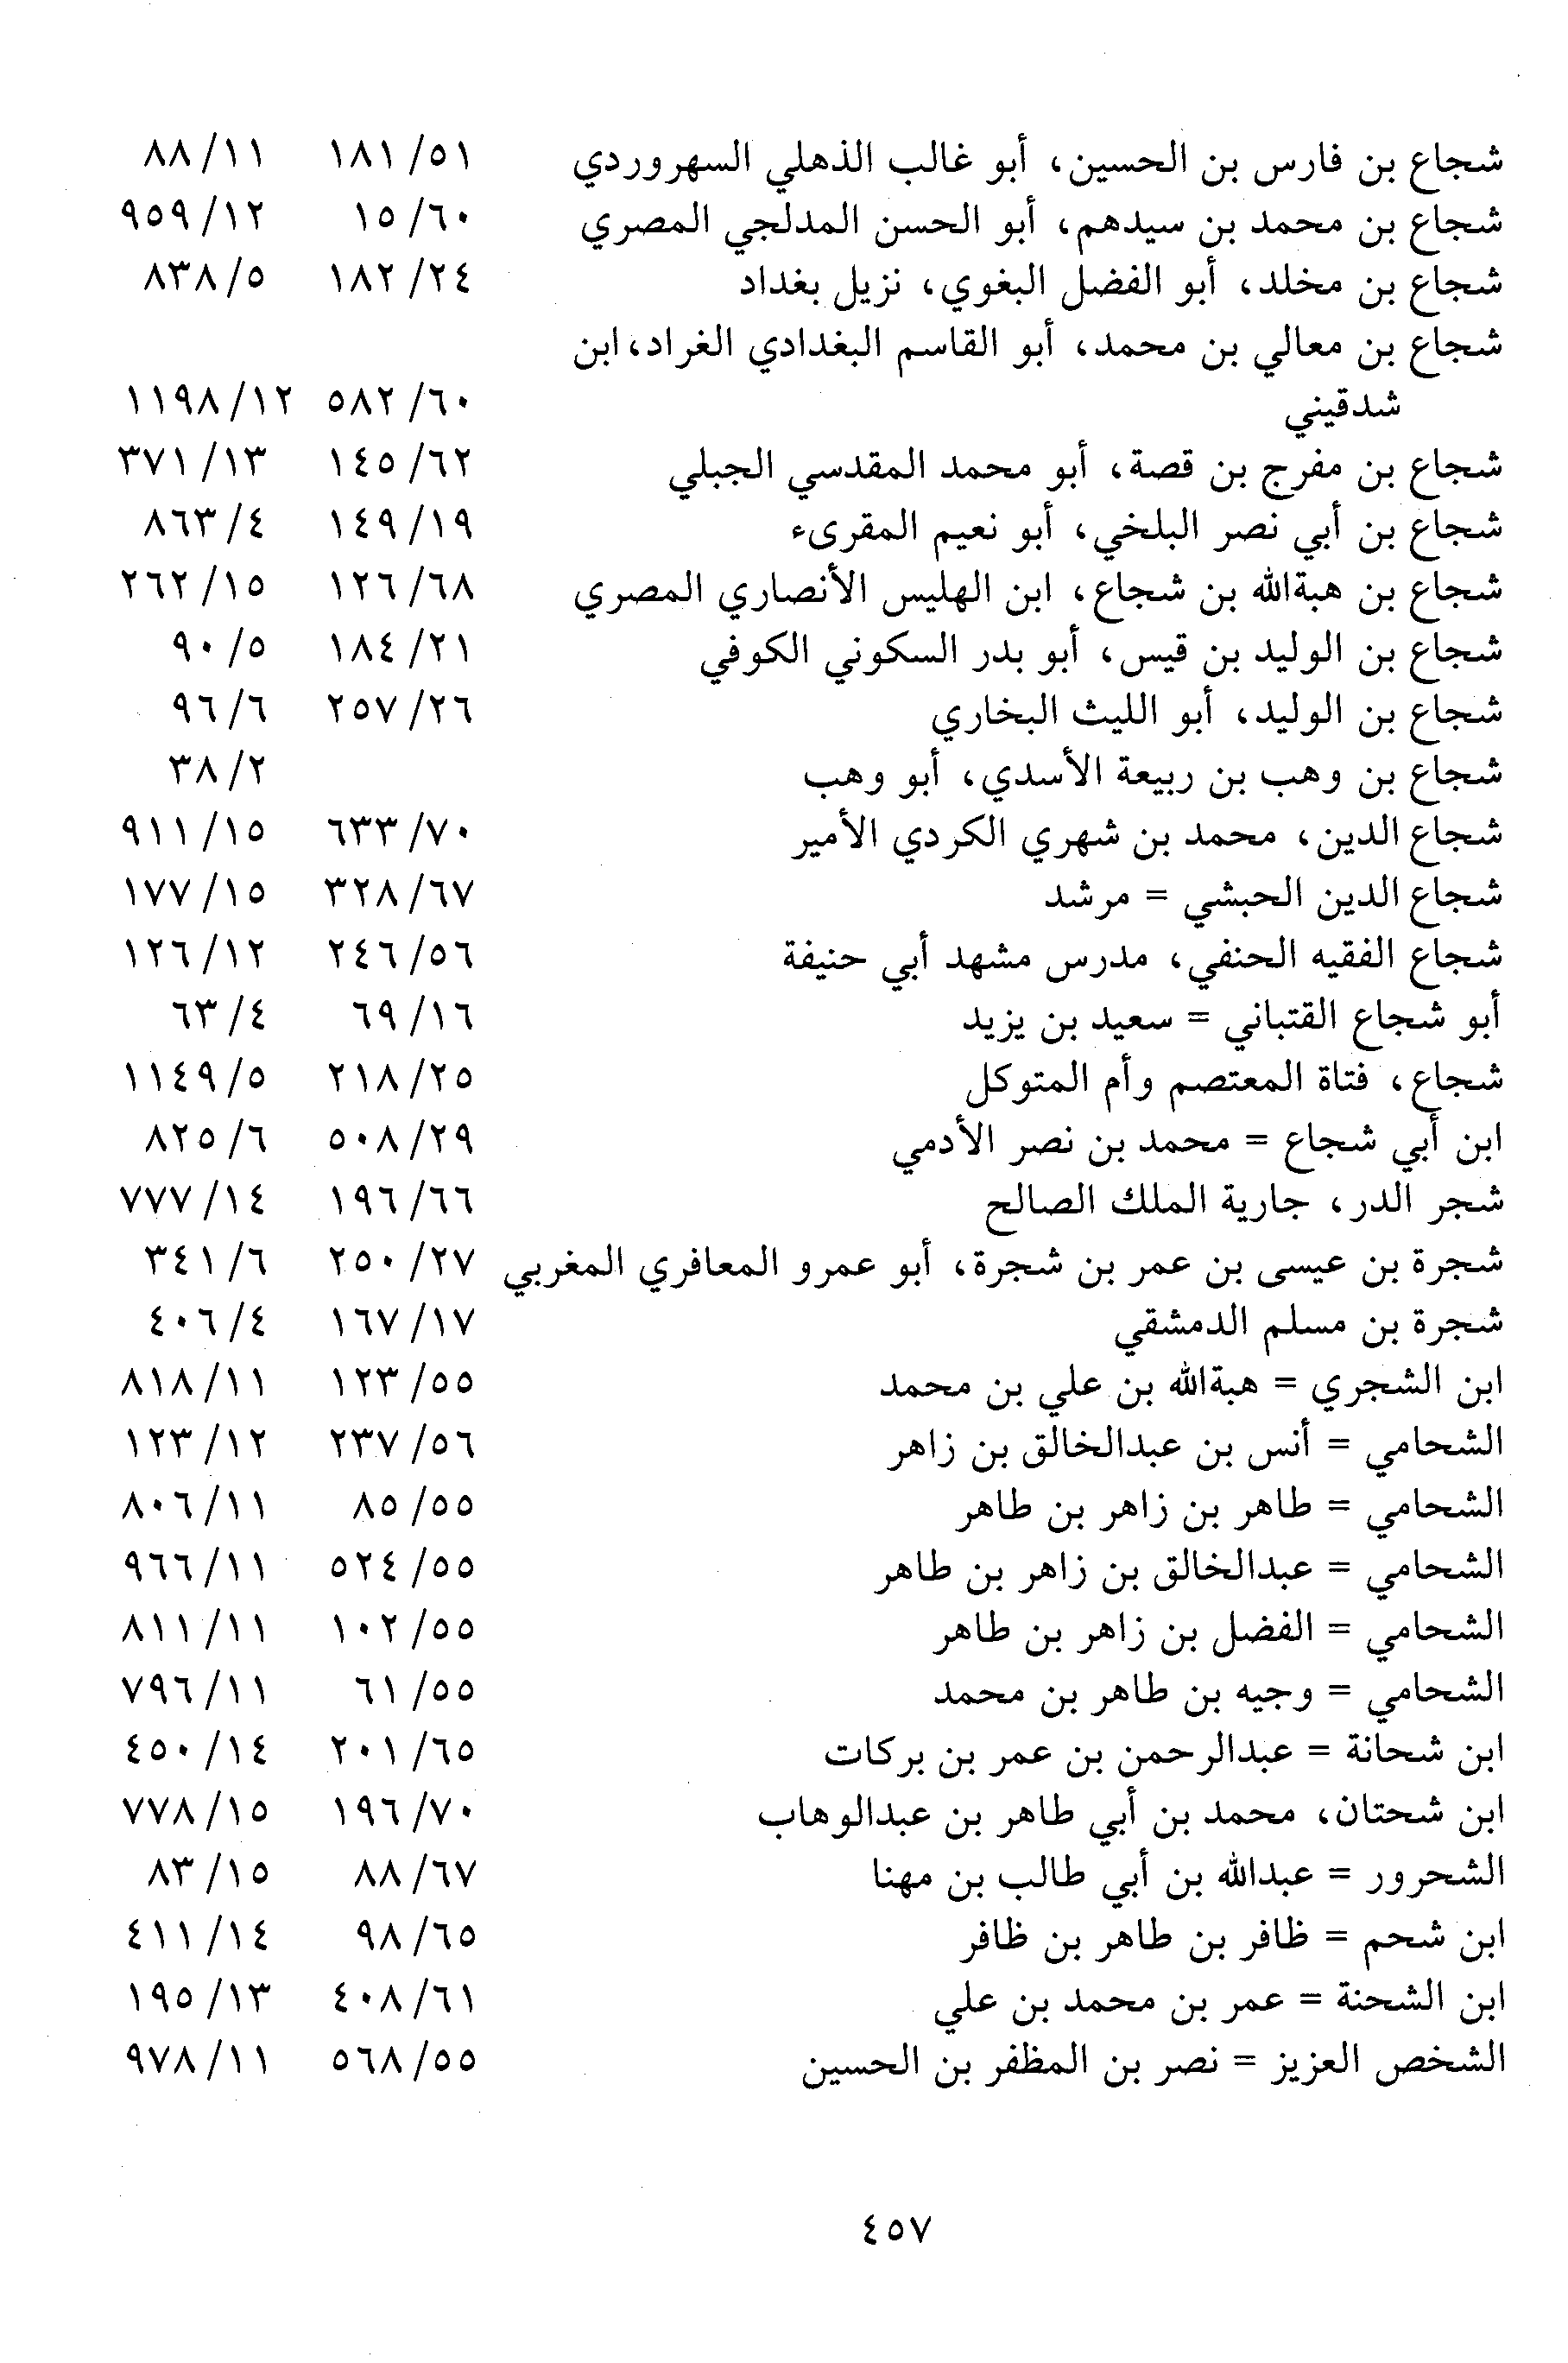 شجاع بن فارس بن الحسين، أبو غالب الذهلي السهروردي ٥١/ ١٨١ ١١/ ٨٨
شجاع بن محمد بن سيدهم، أبو الحسن المدلجي المصري ٦٠/ ١٥ ١٢/ ٩٥٩
شجاع بن مخلد، أبو الفضل البغوي، نزيل بغداد ٢٤/ ١٨٢ ٥/ ٨٣٨
شجاع بن معالي بن محمد، أبو القاسم البغدادي الغراد، ابن
شدقيني ٦٠/ ٥٨٢ ١٢/ ١١٩٨
شجاع بن مفرج بن قصة، أبو محمد المقدسي الجبلي ٦٢/ ١٤٥ ١٣/ ٣٧١
شجاع بن أبي نصر البلخي، أبو نعيم المقرىء ١٩/ ١٤٩ ٤/ ٨٦٣
شجاع بن هبةالله بن شجاع، ابن الهليس الأنصاري المصري ٦٨/ ١٢٦ ١٥/ ٢٦٢
شجاع بن الوليد بن قيس، أبو بدر السكوني الكوفي ٢١/ ١٨٤ ٥/ ٩٠
شجاع بن الوليد، أبو الليث البخاري ٢٦/ ٢٥٧ ٦/ ٩٦
شجاع بن وهب بن ربيعة الأسدي، أبو وهب ٢/ ٣٨
شجاع الدين، محمد بن شهري الكردي الأمير ٧٠/ ٦٣٣ ١٥/ ٩١١
شجاع الدين الحبشي = مرشد ٦٧/ ٣٢٨ ١٥/ ١٧٧
شجاع الفقيه الحنفي، مدرس مشهد أبي حنيفة ٥٦/ ٢٤٦ ١٢/ ١٢٦
أبو شجاع القتباني = سعيد بن يزيد ١٦/ ٦٩ ٤/ ٦٣
شجاع، فتاة المعتصم وأم المتوكل ٢٥/ ٢١٨ ٥/ ١١٤٩
ابن أبي شجاع = محمد بن نصر الأدمي ٢٩/ ٥٠٨ ٦/ ٨٢٥
شجر الدر، جارية الملك الصالح ٦٦/ ١٩٦ ١٤/ ٧٧٧
شجرة بن عيسى بن عمر بن شجرة، أبو عمرو المعافري المغربي ٢٧/ ٢٥٠ ٦/ ٣٤١
شجرة بن مسلم الدمشقي ١٧/ ١٦٧ ٤/ ٤٠٦
ابن الشجري = هبةالله بن علي بن محمد ٥٥/ ١٢٣ ١١/ ٨١٨
الشحامي = أنس بن عبدالخالق بن زاهر ٥٦/ ٢٣٧ ١٢/ ١٢٣
الشحامي = طاهر بن زاهر بن طاهر ٥٥/ ٨٥ ١١/ ٨٠٦
الشحامي = عبدالخالق بن زاهر بن طاهر ٥٥/ ٥٢٤ ١١/ ٩٦٦
الشحامي = الفضل بن زاهر بن طاهر ٥٥/ ١٠٢ ١١/ ٨١١
الشحامي = وجيه بن طاهر بن محمد ٥٥/ ٦١ ١١/ ٧٩٦
ابن شحانة = عبدالرحمن بن عمر بن بركات ٦٥/ ٢٠١ ١٤/ ٤٥٠
ابن شحتان، محمد بن أبي طاهر بن عبدالوهاب ٧٠/ ١٩٦ ١٥/ ٧٧٨
الشحرور = عبدالله بن أبي طالب بن مهنا ٦٧/ ٨٨ ١٥/ ٨٣
ابن شحم = ظافر بن طاهر بن ظافر ٦٥/ ٩٨ ١٤/ ٤١١
ابن الشحنة = عمر بن محمد بن علي ٦١/ ٤٠٨ ١٣/ ١٩٥
الشخص العزيز = نصر بن المظفر بن الحسين ٥٥/ ٥٦٨ ١١/ ٩٧٨
٤٥٧